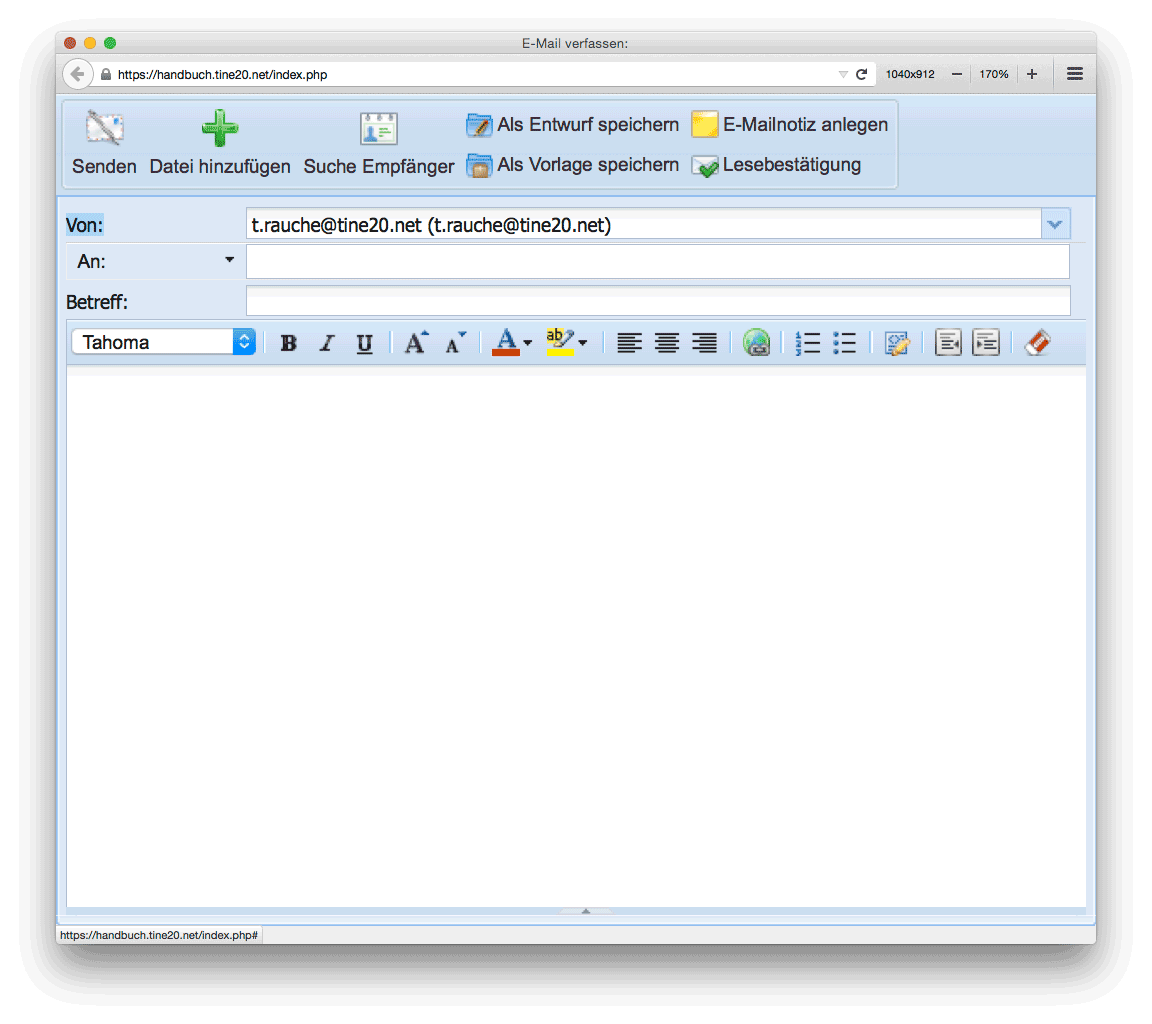 E-Mail verfassen:
https://handbuch.tine20.net/index.php 1040x912 170%
Als Entwurf speichern E-Mailnotiz anlegen
Senden Datei hinzufügen Suche Empfänger Als Vorlage speichern Lesebestätigung
Von: t.rauche@tine20.net (t.rauche@tine20.net)
An:
Betreff:
Tahoma B I U A A A ab
https://handbuch.tine20.net/index.php#